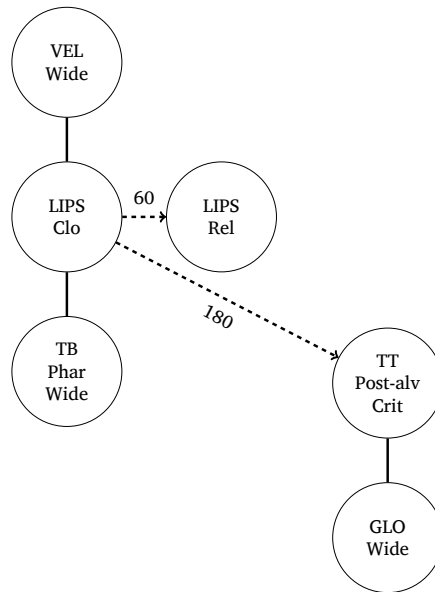 VEL
Wide
LIPS
Clo
60
LIPS
Rel
180
TB
Phar
Wide
TT
Post-alv
Crit
GLO
Wide